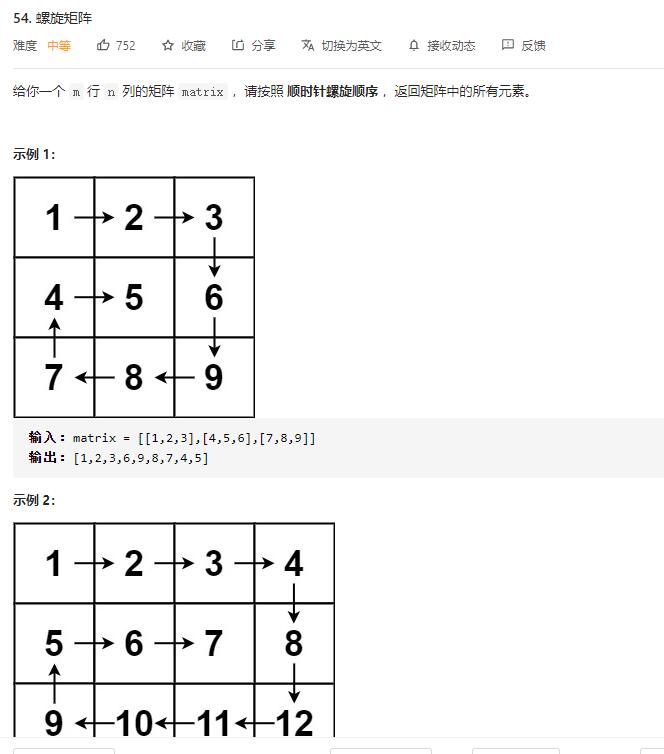 54. 螺旋矩阵
难度 中等 752 收藏 分享 切换为英文 接收动态 反馈
给你一个 m 行 n 列的矩阵 matrix ，请按照 顺时针螺旋顺序 ，返回矩阵中的所有元素。
示例 1：
1 2 3
4 5 6
7 8 9
输入：matrix = [[1,2,3],[4,5,6],[7,8,9]]
输出：[1,2,3,6,9,8,7,4,5]
示例 2：
1 2 3 4
5 6 7 8
9 10 11 12